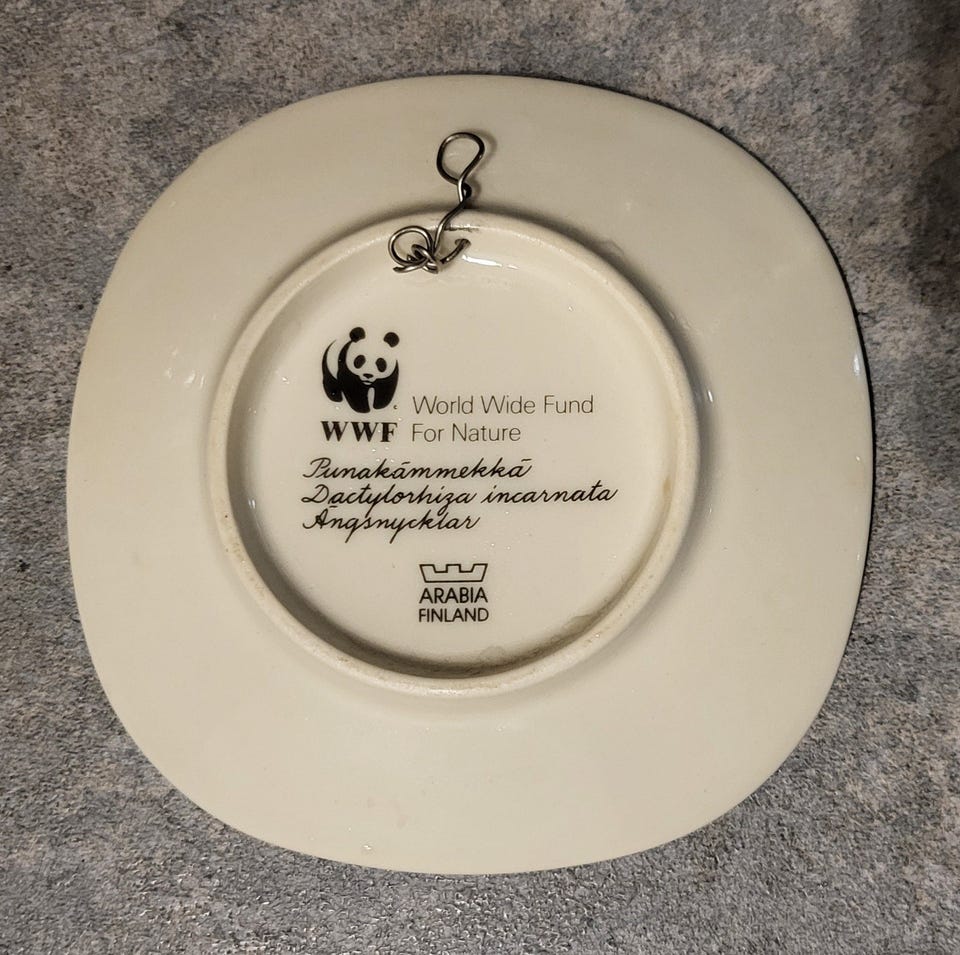 World Wide Fund
WWF For Nature
Punakämmekkä
Dactylorhiza incarnata
Ängsnycklar
ARABIA
FINLAND